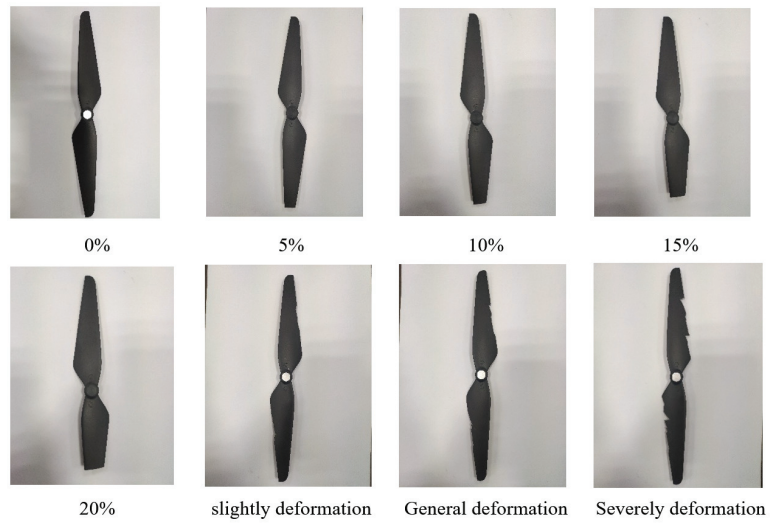 0%
5%
10%
15%
20%
slightly deformation
General deformation
Severely deformation